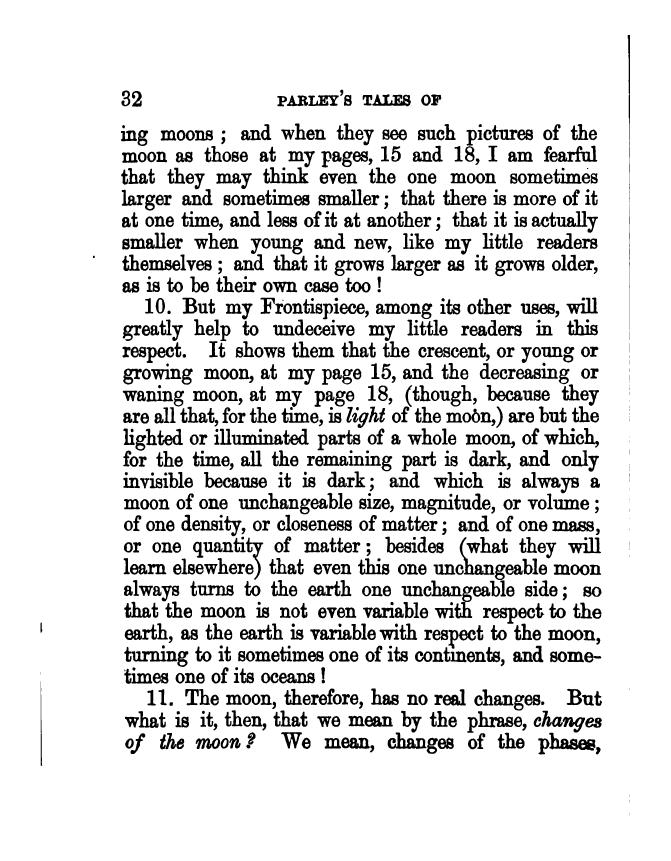 32 PARLEY'S TALES OF
ing moons ; and when they see such pictures of the
moon as those at my pages, 15 and 18, I am fearful
that they may think even the one moon sometimes
larger and sometimes smaller ; that there is more of it
at one time, and less of it at another ; that it is actually
smaller when young and new, like my little readers
themselves ; and that it grows larger as it grows older,
as is to be their own case too !
10. But my Frontispiece, among its other uses, will
greatly help to undeceive my little readers in this
respect. It shows them that the crescent, or young or
growing moon, at my page 15, and the decreasing or
waning moon, at my page 18, (though, because they
are all that, for the time, is light of the moon,) are but the
lighted or illuminated parts of a whole moon, of which,
for the time, all the remaining part is dark, and only
invisible because it is dark ; and which is always a
moon of one unchangeable size, magnitude, or volume ;
of one density, or closeness of matter ; and of one mass,
or one quantity of matter ; besides (what they will
learn elsewhere) that even this one unchangeable moon
always turns to the earth one unchangeable side ; so
that the moon is not even variable with respect to the
earth, as the earth is variable with respect to the moon,
turning to it sometimes one of its continents, and some-
times one of its oceans !
11. The moon, therefore, has no real changes. But
what is it, then, that we mean by the phrase, changes
of the moon ? We mean, changes of the phases,